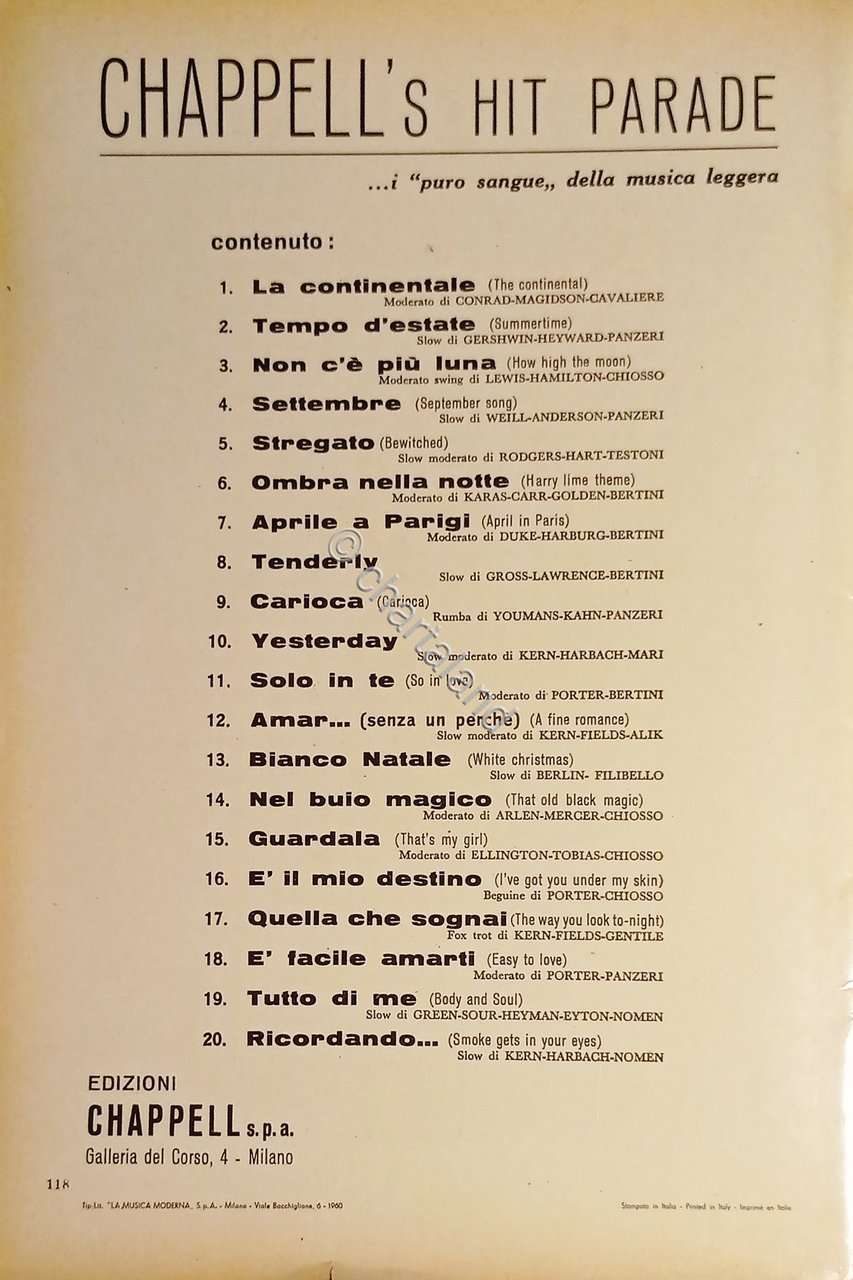 CHAPPELL's HIT PARADE
...i “puro sangue„ della musica leggera
contenuto :
1. La continentale (The continental)
Moderato di CONRAD-MAGIDSON-CAVALIERE
2. Tempo d'estate (Summertime)
Slow di GERSHWIN-HEYWARD-PANZERI
3. Non c'è più luna (How high the moon)
Moderato swing di LEWIS-HAMILTON-CHIOSSO
4. Settembre (September song)
Slow di WEILL-ANDERSON-PANZERI
5. Stregato (Bewitched)
Slow moderato di RODGERS-HART-TESTONI
6. Ombra nella notte (Harry lime theme)
Moderato di KARAS-CARR-GOLDEN-BERTINI
7. Aprile a Parigi (April in Paris)
Moderato di DUKE-HARBURG-BERTINI
8. Tenderly
Slow di GROSS-LAWRENCE-BERTINI
9. Carioca (Carioca)
Rumba di YOUMANS-KAHN-PANZERI
10. Yesterday
Slow moderato di KERN-HARBACH-MARI
11. Solo in te (So in love)
Moderato di PORTER-BERTINI
12. Amar... (senza un perchè) (A fine romance)
Slow moderato di KERN-FIELDS-ALIK
13. Bianco Natale (White christmas)
Slow di BERLIN- FILIBELLO
14. Nel buio magico (That old black magic)
Moderato di ARLEN-MERCER-CHIOSSO
15. Guardala (That's my girl)
Moderato di ELLINGTON-TOBIAS-CHIOSSO
16. E' il mio destino (I've got you under my skin)
Beguine di PORTER-CHIOSSO
17. Quella che sognai (The way you look to-night)
Fox trot di KERN-FIELDS-GENTILE
18. E' facile amarti (Easy to love)
Moderato di PORTER-PANZERI
19. Tutto di me (Body and Soul)
Slow di GREEN-SOUR-HEYMAN-EYTON-NOMEN
20. Ricordando... (Smoke gets in your eyes)
Slow di KERN-HARBACH-NOMEN
© chartaland
EDIZIONI
CHAPPELL s.p.a.
Galleria del Corso, 4 - Milano
118
Tip-Lit. "LA MUSICA MODERNA„ S.p.A. - Milano - Viale Bacchiglione, 6 - 1960
Stampato in Italia - Printed in Italy - Imprimé en Italie